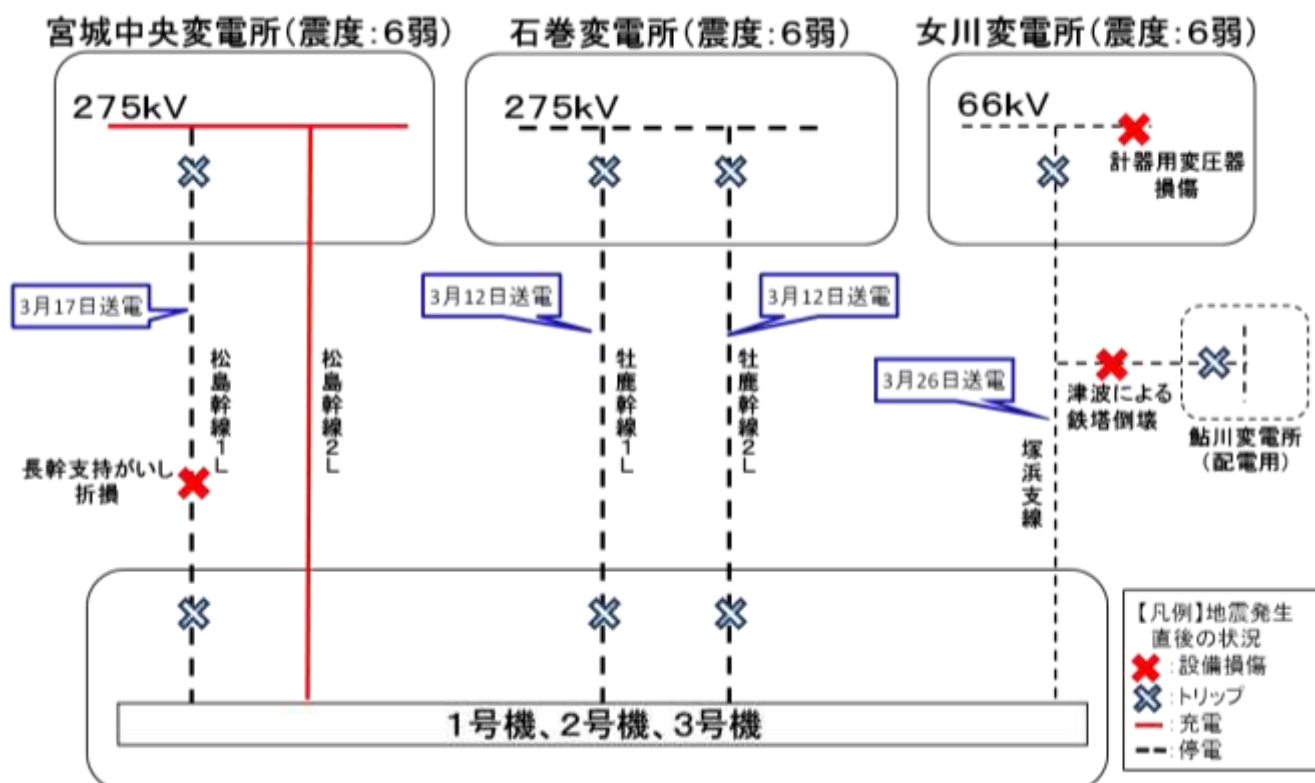 宮城中央変電所(震度:6弱)
石巻変電所(震度:6弱)
女川変電所(震度:6弱)
275kV
275kV
66kV
計器用変圧器
損傷
3月17日送電
3月12日送電
3月12日送電
3月26日送電
松島幹線1L
松島幹線2L
牡鹿幹線1L
牡鹿幹線2L
津波による
鉄塔倒壊
鮎川変電所
(配電用)
塚浜支線
長幹支持がいし
折損
1号機、2号機、3号機
【凡例】地震発生
直後の状況
:設備損傷
:トリップ
:充電
:停電